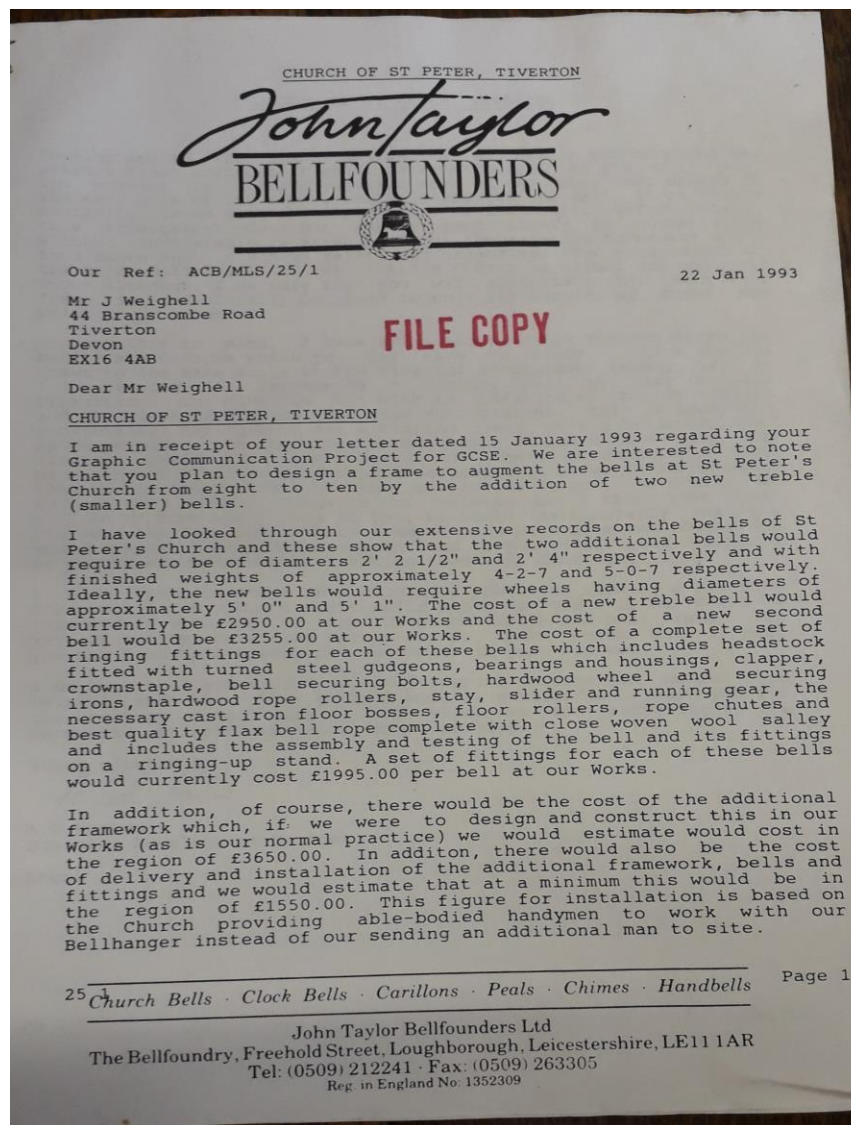 CHURCH OF ST PETER, TIVERTON
John Taylor
BELLFOUNDERS
Our Ref: ACB/MLS/25/1
22 Jan 1993
Mr J Weighell
44 Branscombe Road
Tiverton
Devon
EX16 4AB
FILE COPY
Dear Mr Weighell
CHURCH OF ST PETER, TIVERTON
I am in receipt of your letter dated 15 January 1993 regarding your
Graphic Communication Project for GCSE. We are interested to note
that you plan to design a frame to augment the bells at St Peter's
Church from eight to ten by the addition of two new treble
(smaller) bells.
I have looked through our extensive records on the bells of St
Peter's Church and these show that the two additional bells would
require to be of diamters 2' 2 1/2" and 2' 4" respectively and with
finished weights of approximately 4-2-7 and 5-0-7 respectively.
Ideally, the new bells would require wheels having diameters of
approximately 5' 0" and 5' 1". The cost of a new treble bell would
currently be £2950.00 at our Works and the cost of a new second
bell would be £3255.00 at our Works. The cost of a complete set of
ringing fittings for each of these bells which includes headstock
fitted with turned steel gudgeons, bearings and housings, clapper,
crownstaple, bell securing bolts, hardwood wheel and securing
irons, hardwood rope rollers, stay, slider and running gear, the
necessary cast iron floor bosses, floor rollers, rope chutes and
best quality flax bell rope complete with close woven wool salley
and includes the assembly and testing of the bell and its fittings
on a ringing-up stand. A set of fittings for each of these bells
would currently cost £1995.00 per bell at our Works.
In addition, of course, there would be the cost of the additional
framework which, if we were to design and construct this in our
Works (as is our normal practice) we would estimate would cost in
the region of £3650.00. In additon, there would also be the cost
of delivery and installation of the additional framework, bells and
fittings and we would estimate that at a minimum this would be in
the region of £1550.00. This figure for installation is based on
the Church providing able-bodied handymen to work with our
Bellhanger instead of our sending an additional man to site.
25 1
Page 1
Church Bells · Clock Bells · Carillons · Peals · Chimes · Handbells
John Taylor Bellfounders Ltd
The Bellfoundry, Freehold Street, Loughborough, Leicestershire, LE11 1AR
Tel: (0509) 212241 · Fax: (0509) 263305
Reg. in England No: 1352309